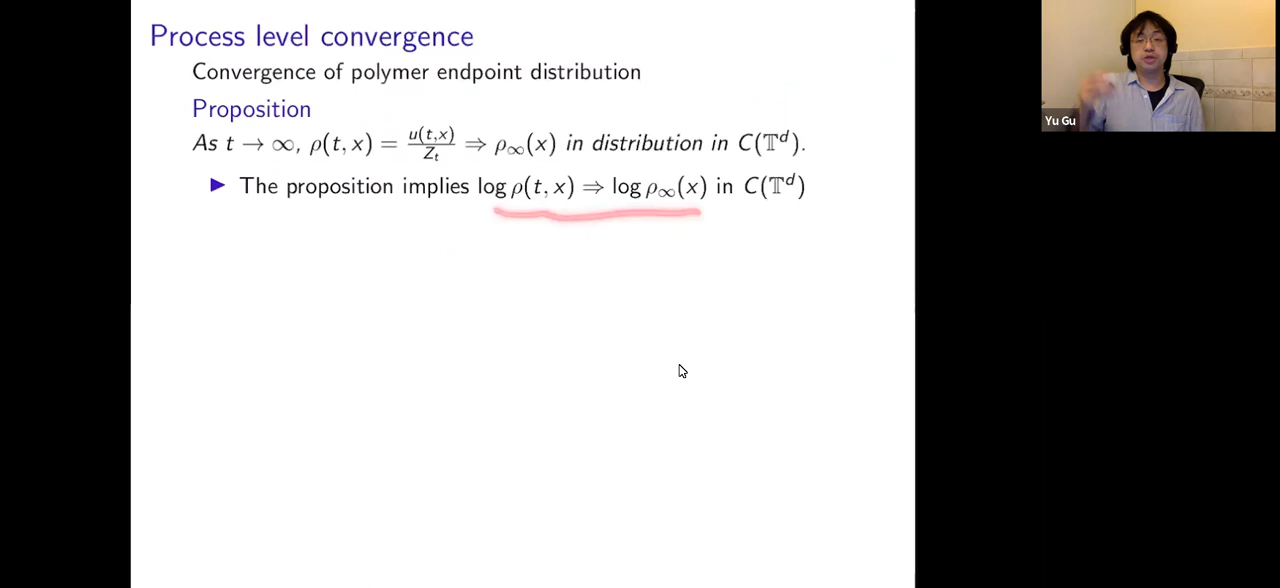 Process level convergence
Convergence of polymer endpoint distribution
Proposition
As t → ∞, ρ(t, x) = u(t,x)/Z_t ⇒ ρ_∞(x) in distribution in C(𝕋^d).
▶ The proposition implies log ρ(t, x) ⇒ log ρ_∞(x) in C(𝕋^d)
Yu Gu